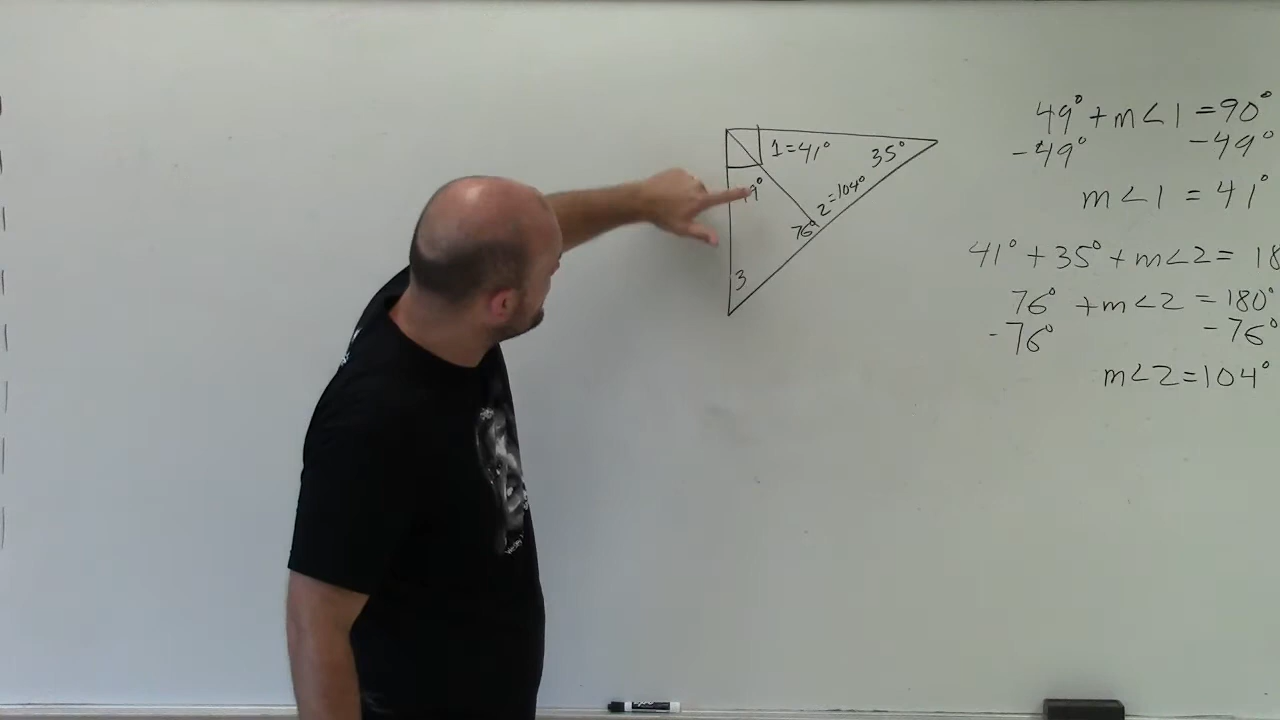 1=41°
35°
2=104°
76°
3
49° + m<1 = 90°
-49° -49°
m<1 = 41°
41° + 35° + m<2 = 18
76° + m<2 = 180°
-76° -76°
m<2 = 104°